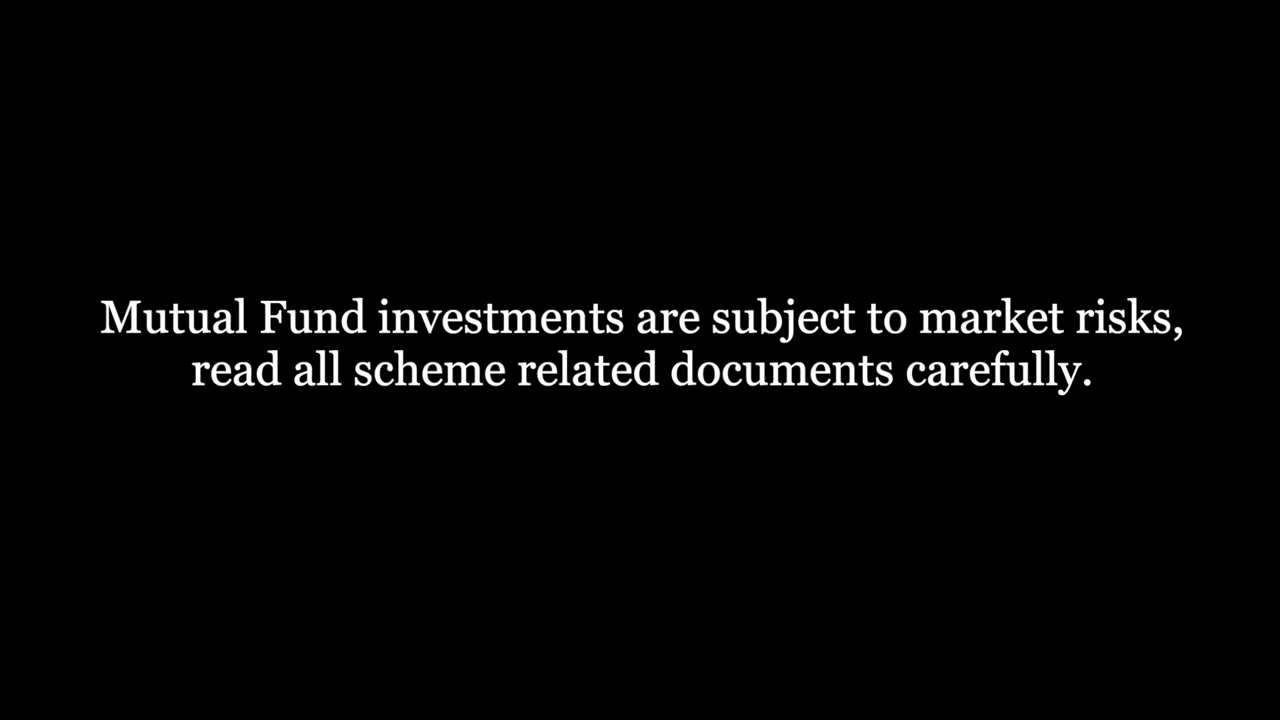 Mutual Fund investments are subject to market risks,
read all scheme related documents carefully.